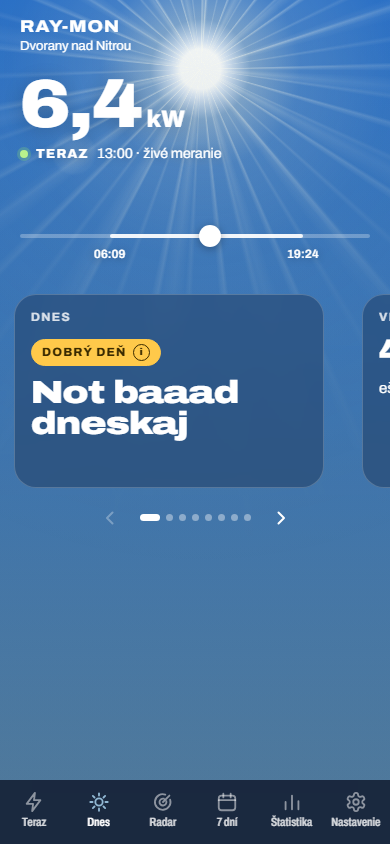 RAY-MON
Dvorany nad Nitrou
6,4 kW
TERAZ 13:00 · živé meranie
06:09 19:24
DNES
DOBRÝ DEŇ i
Not baaad
dneskaj
Teraz Dnes Radar 7 dní Štatistika Nastavenie